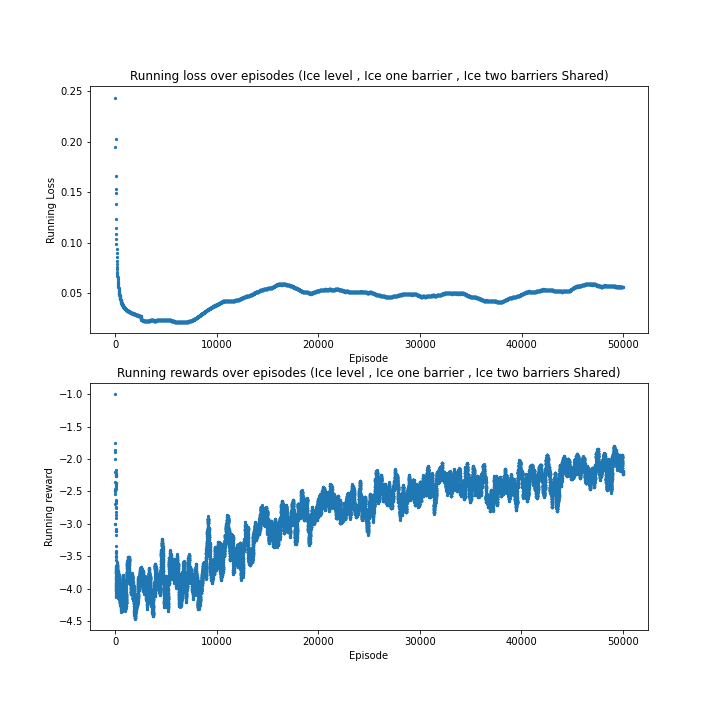 Running loss over episodes (Ice level , Ice one barrier , Ice two barriers Shared)
0.25
0.20
0.15
0.10
0.05
Running Loss
0 10000 20000 30000 40000 50000
Episode
Running rewards over episodes (Ice level , Ice one barrier , Ice two barriers Shared)
−1.0
−1.5
−2.0
−2.5
−3.0
−3.5
−4.0
−4.5
Running reward
0 10000 20000 30000 40000 50000
Episode